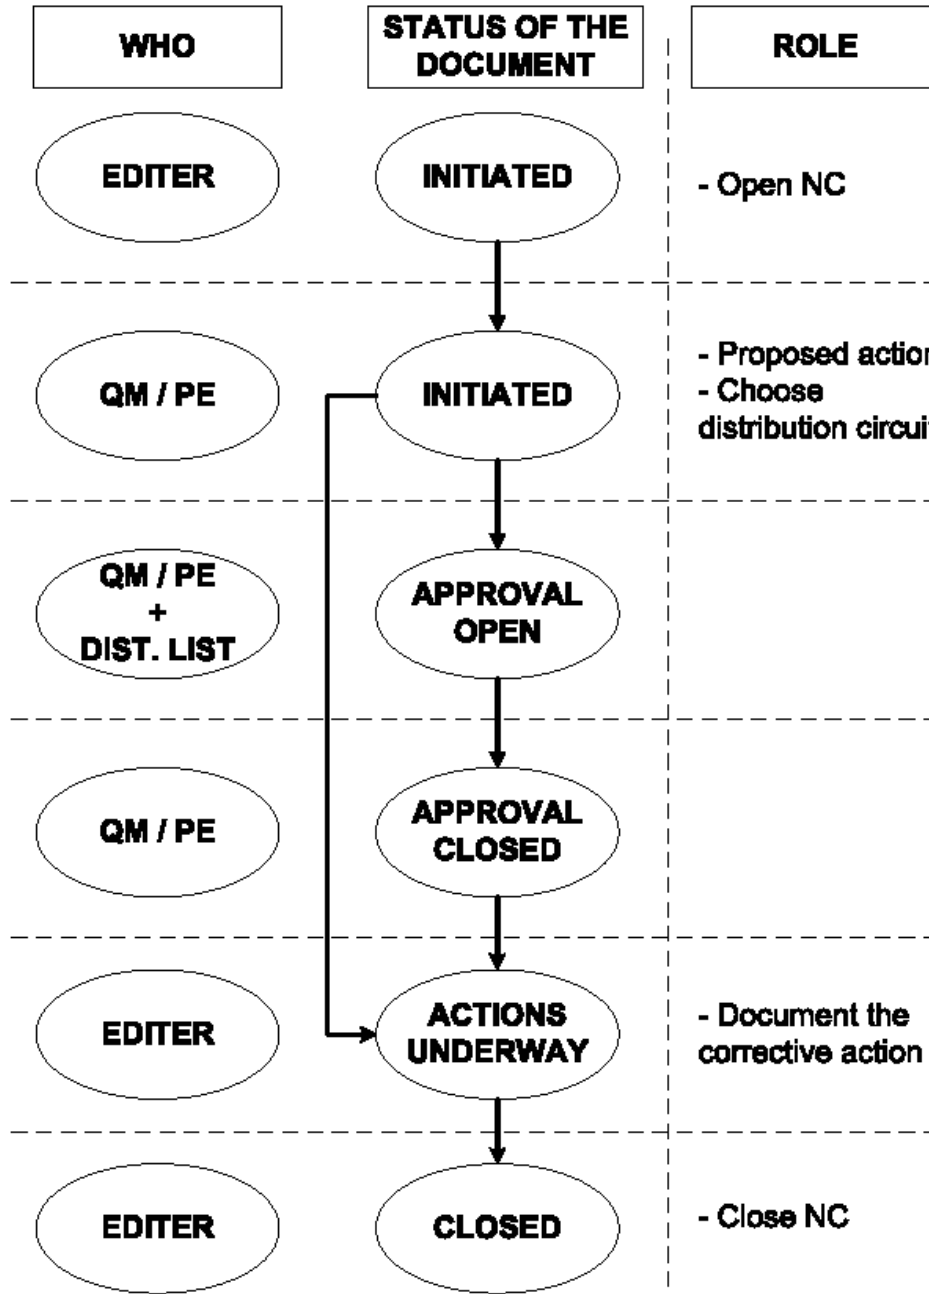 WHO
STATUS OF THE
DOCUMENT
ROLE
EDITER
INITIATED
- Open NC
QM / PE
INITIATED
- Proposed action
- Choose
distribution circuit
QM / PE
+
DIST. LIST
APPROVAL
OPEN
QM / PE
APPROVAL
CLOSED
EDITER
ACTIONS
UNDERWAY
- Document the
corrective action
EDITER
CLOSED
- Close NC